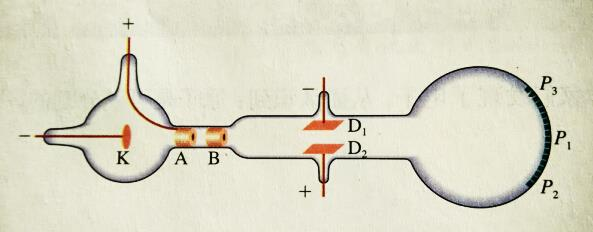 +
P₃
−
D₁
−
P₁
K A B
D₂
P₂
+